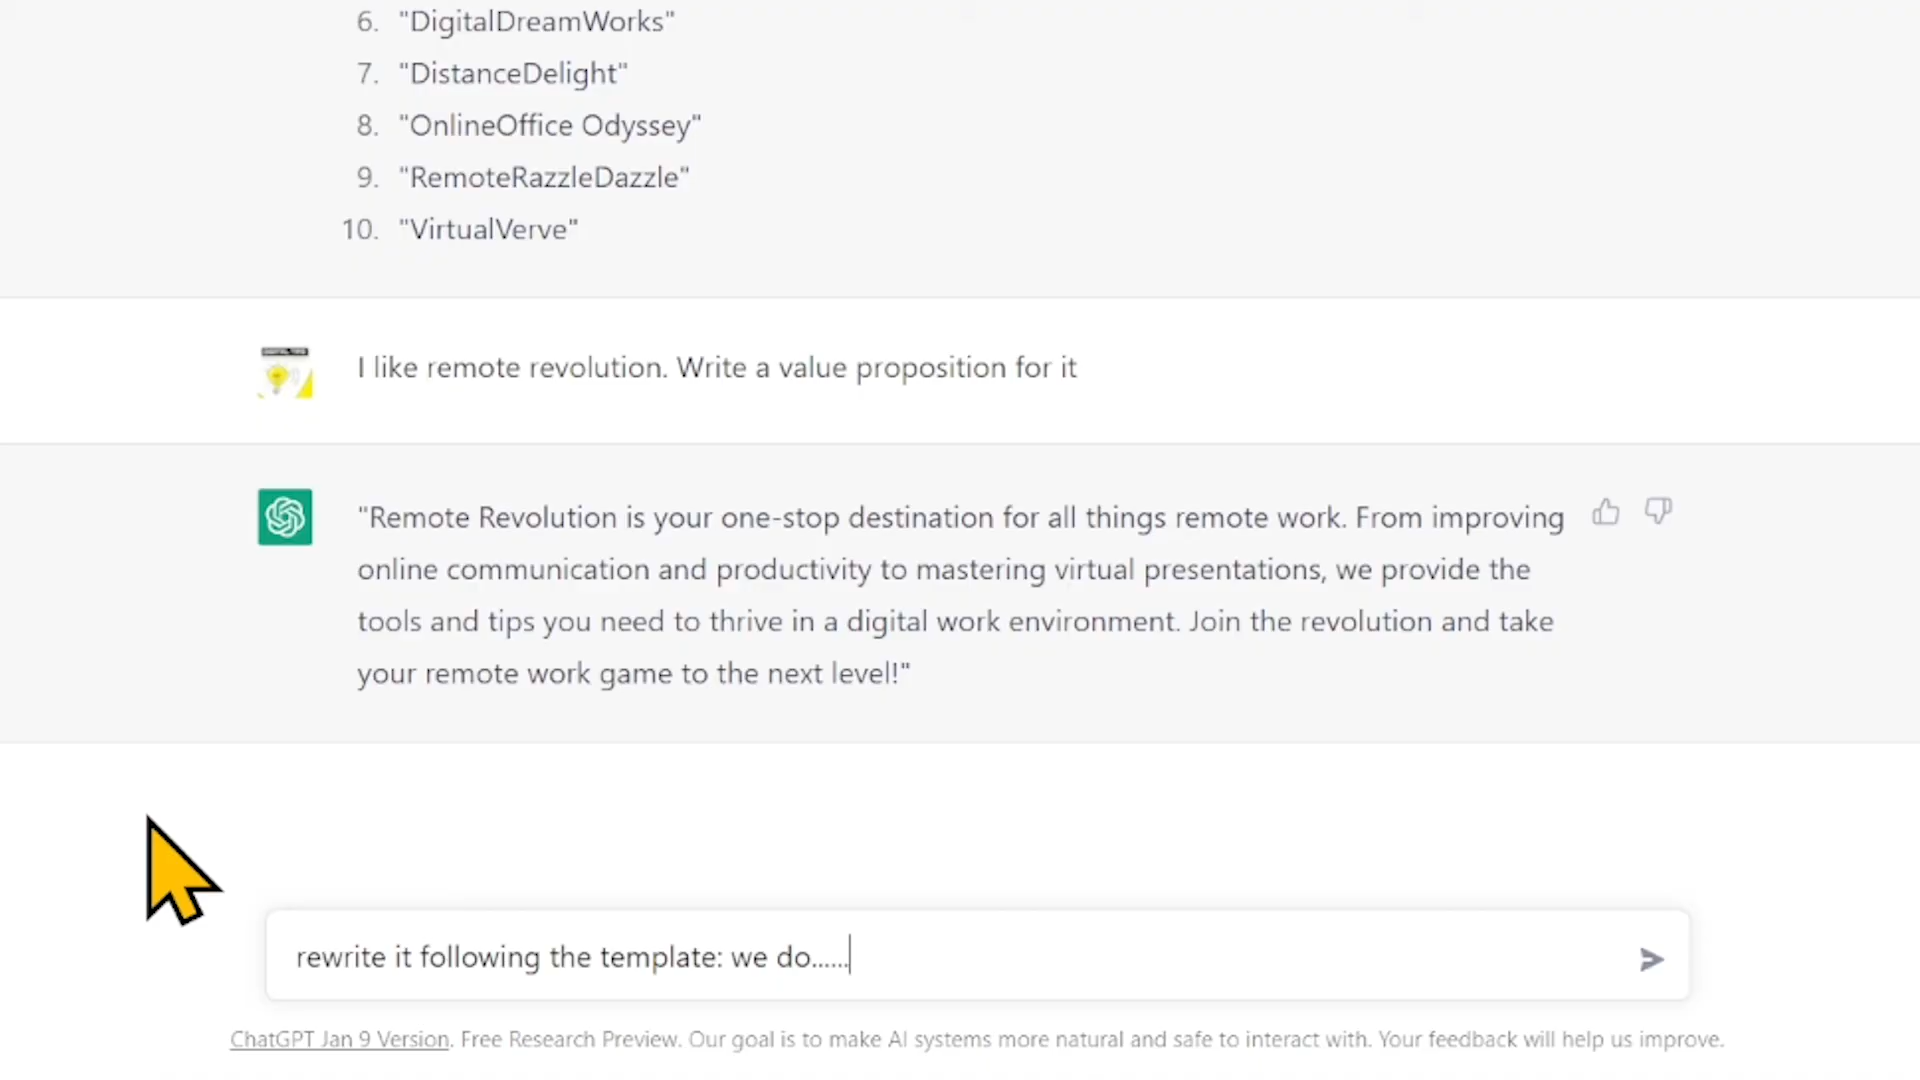 6. "DigitalDreamWorks"
7. "DistanceDelight"
8. "OnlineOffice Odyssey"
9. "RemoteRazzleDazzle"
10. "VirtualVerve"
I like remote revolution. Write a value proposition for it
"Remote Revolution is your one-stop destination for all things remote work. From improving
online communication and productivity to mastering virtual presentations, we provide the
tools and tips you need to thrive in a digital work environment. Join the revolution and take
your remote work game to the next level!"
rewrite it following the template: we do......
ChatGPT Jan 9 Version. Free Research Preview. Our goal is to make AI systems more natural and safe to interact with. Your feedback will help us improve.